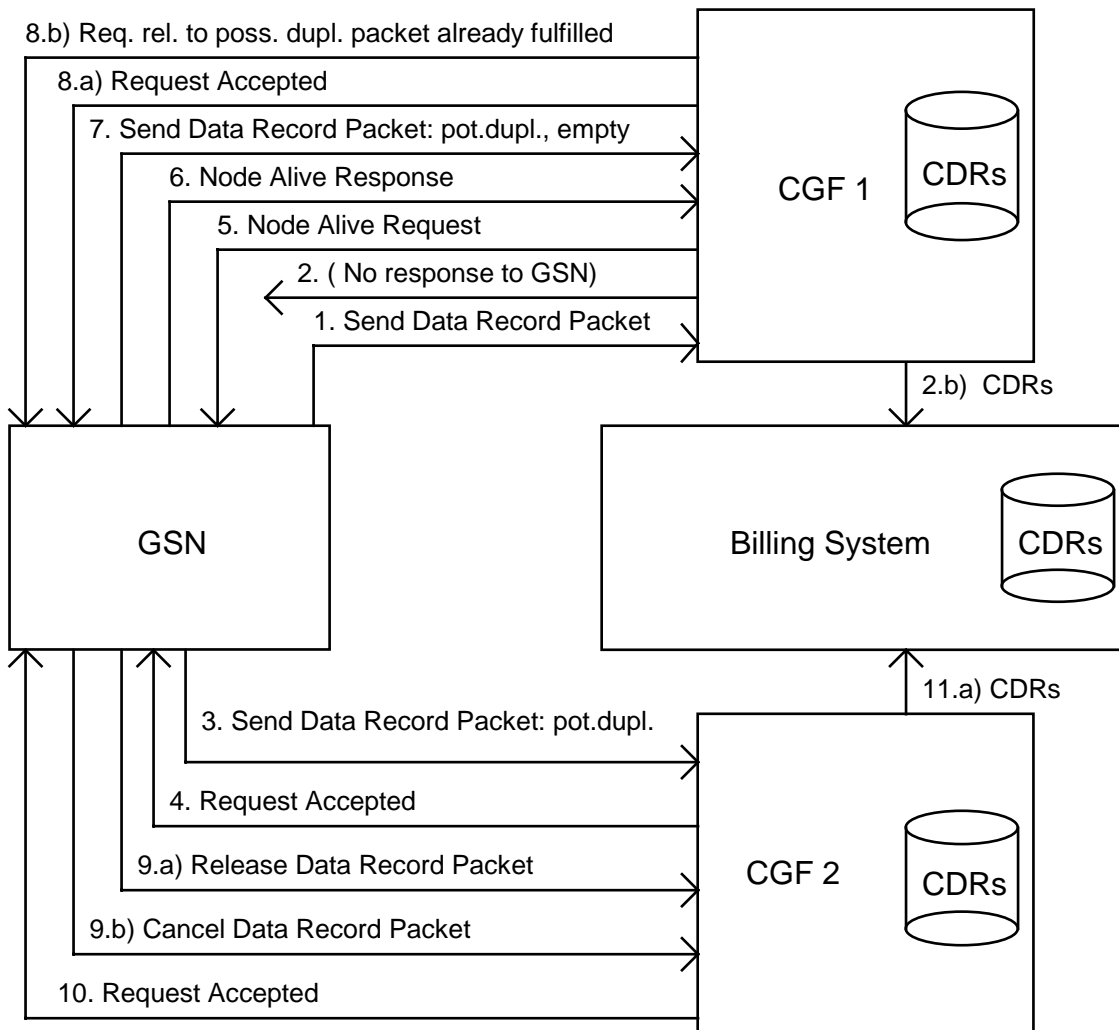 8.b) Req. rel. to poss. dupl. packet already fulfilled
8.a) Request Accepted
7. Send Data Record Packet: pot.dupl., empty
6. Node Alive Response
5. Node Alive Request
2. ( No response to GSN)
1. Send Data Record Packet
CGF 1
CDRs
2.b) CDRs
GSN
Billing System
CDRs
11.a) CDRs
3. Send Data Record Packet: pot.dupl.
4. Request Accepted
9.a) Release Data Record Packet
9.b) Cancel Data Record Packet
10. Request Accepted
CGF 2
CDRs